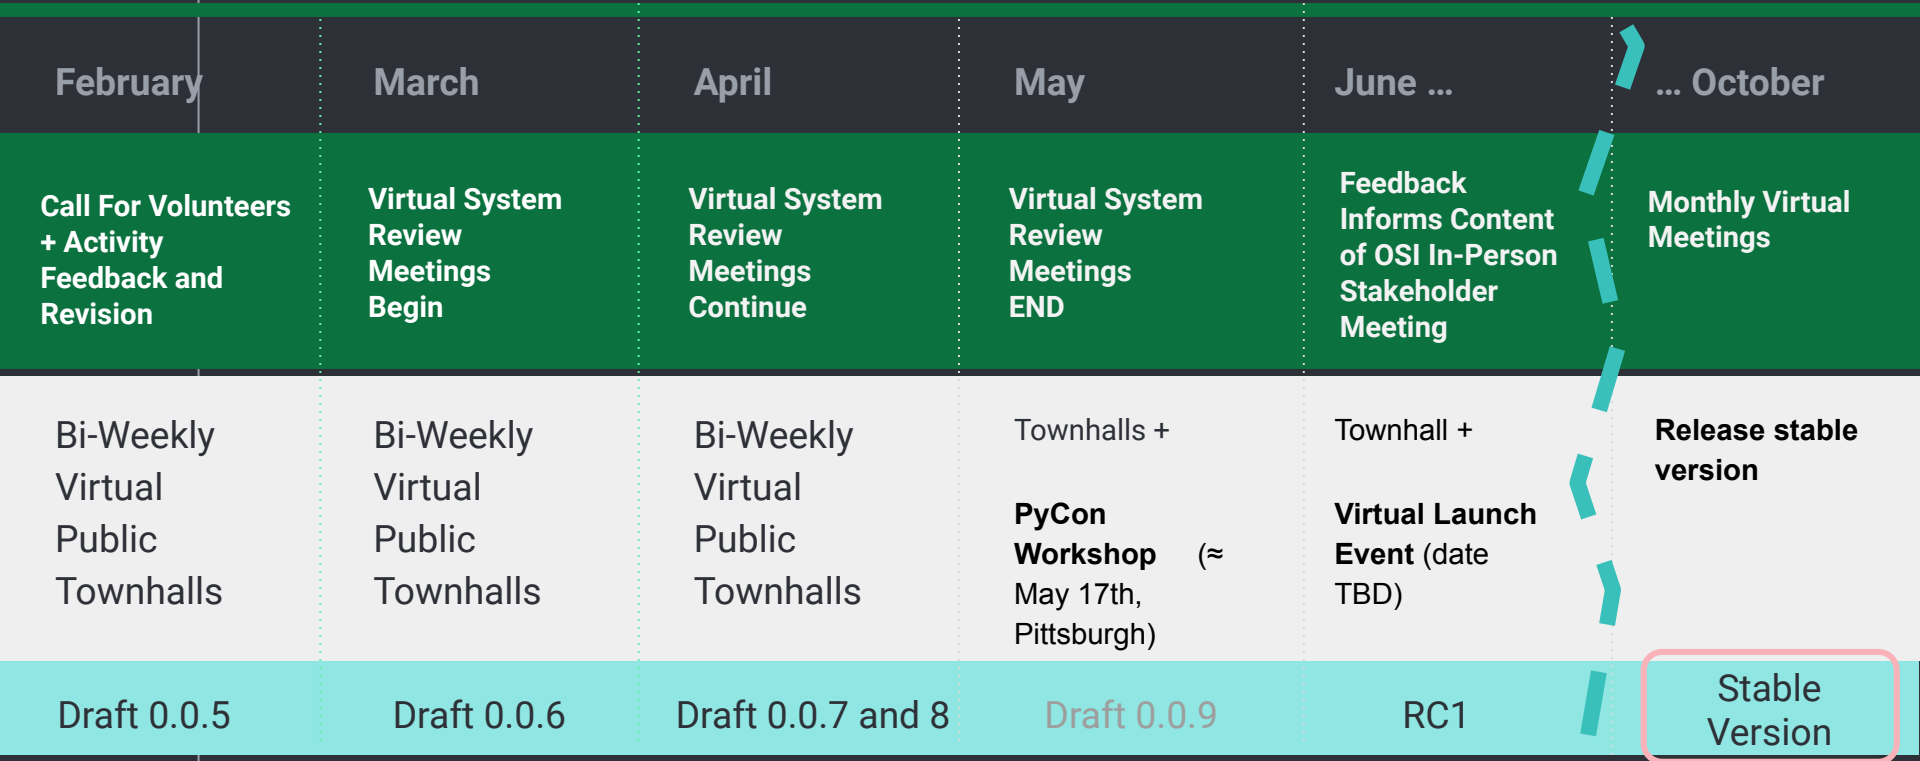 February
March
April
May
June ...
... October
Call For Volunteers
+ Activity
Feedback and
Revision
Virtual System
Review
Meetings
Begin
Virtual System
Review
Meetings
Continue
Virtual System
Review
Meetings
END
Feedback
Informs Content
of OSI In-Person
Stakeholder
Meeting
Monthly Virtual
Meetings
Bi-Weekly
Virtual
Public
Townhalls
Bi-Weekly
Virtual
Public
Townhalls
Bi-Weekly
Virtual
Public
Townhalls
Townhalls +
PyCon
Workshop (≈
May 17th,
Pittsburgh)
Townhall +
Virtual Launch
Event (date
TBD)
Release stable
version
Draft 0.0.5
Draft 0.0.6
Draft 0.0.7 and 8
Draft 0.0.9
RC1
Stable
Version